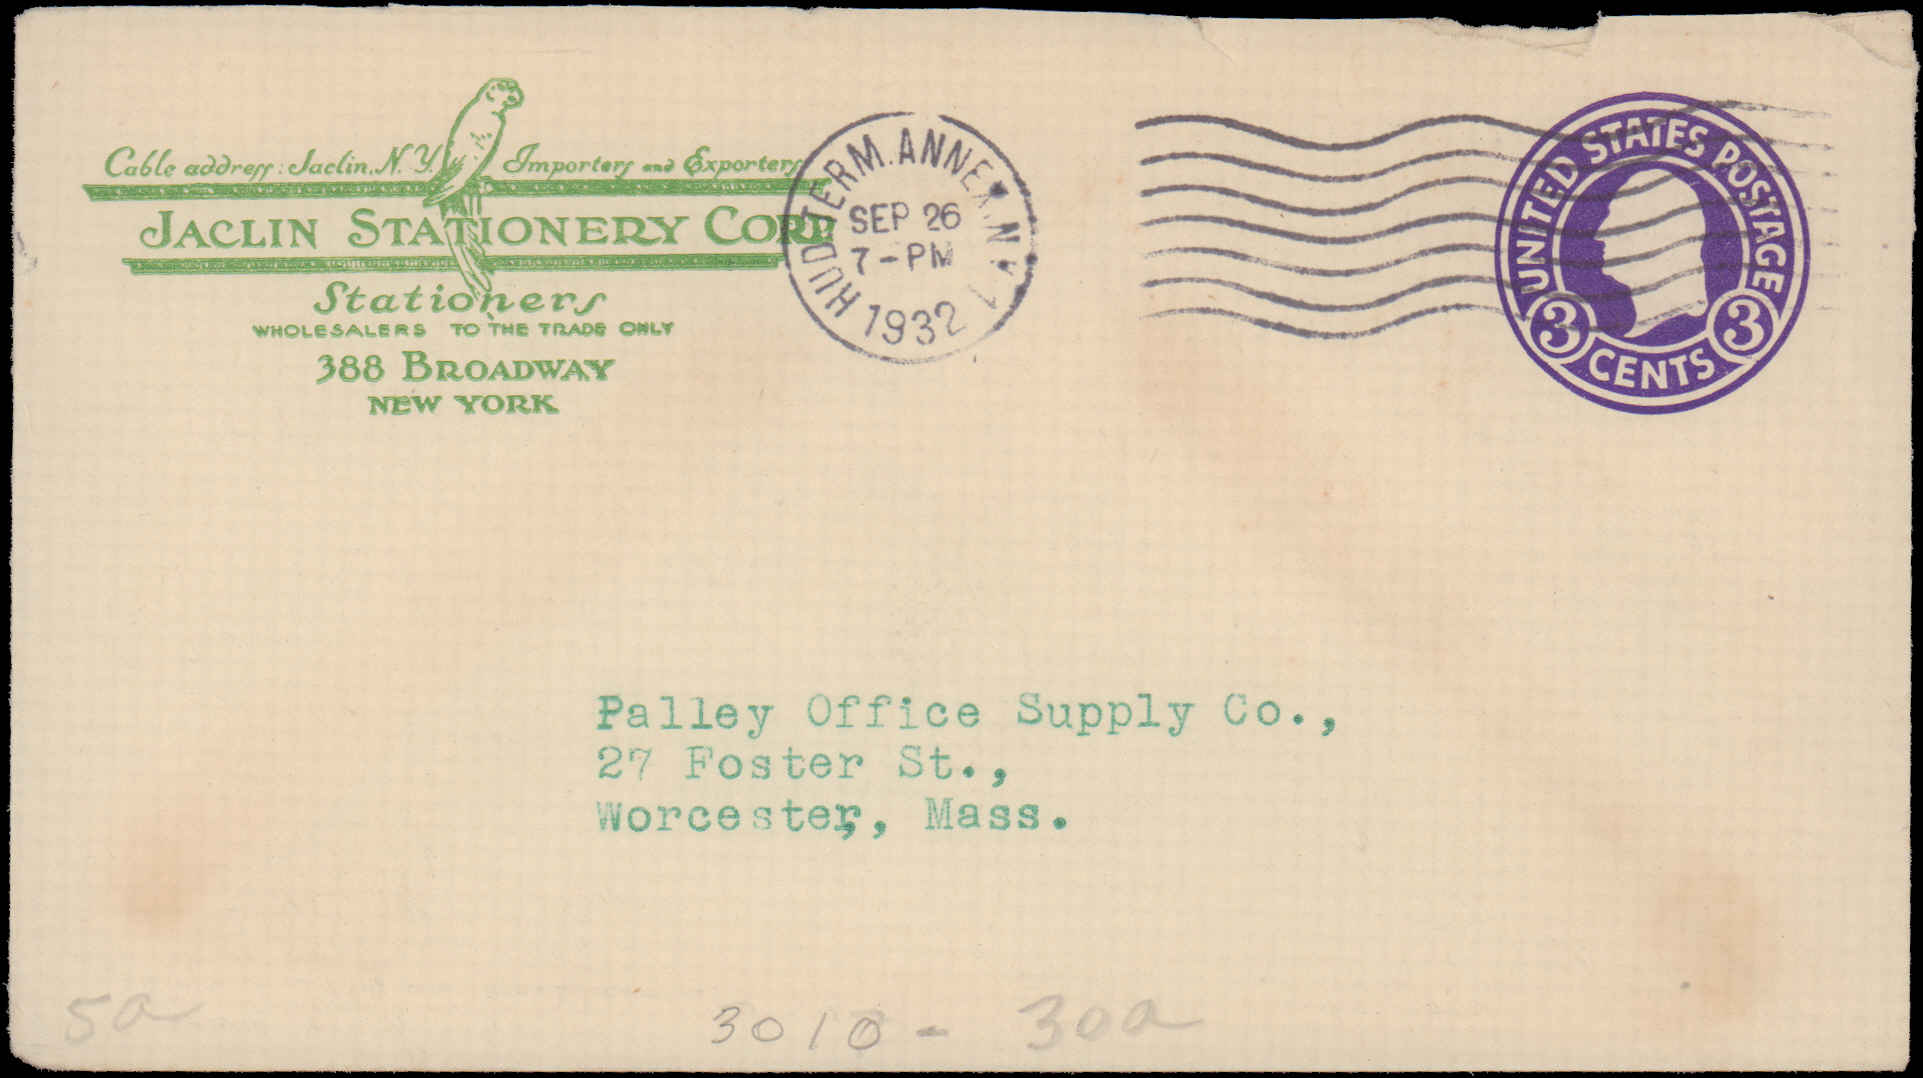 Cable address: Jaclin, N.Y. Importers and Exporters
JACLIN STATIONERY CORP
Stationers
WHOLESALERS TO THE TRADE ONLY
388 BROADWAY
NEW YORK
HUD TERM. ANNEX, N.Y. 1
SEP 26
7-PM
1932
UNITED STATES POSTAGE
3 CENTS 3
Palley Office Supply Co.,
27 Foster St.,
Worcester, Mass.
5a
3010 - 30a